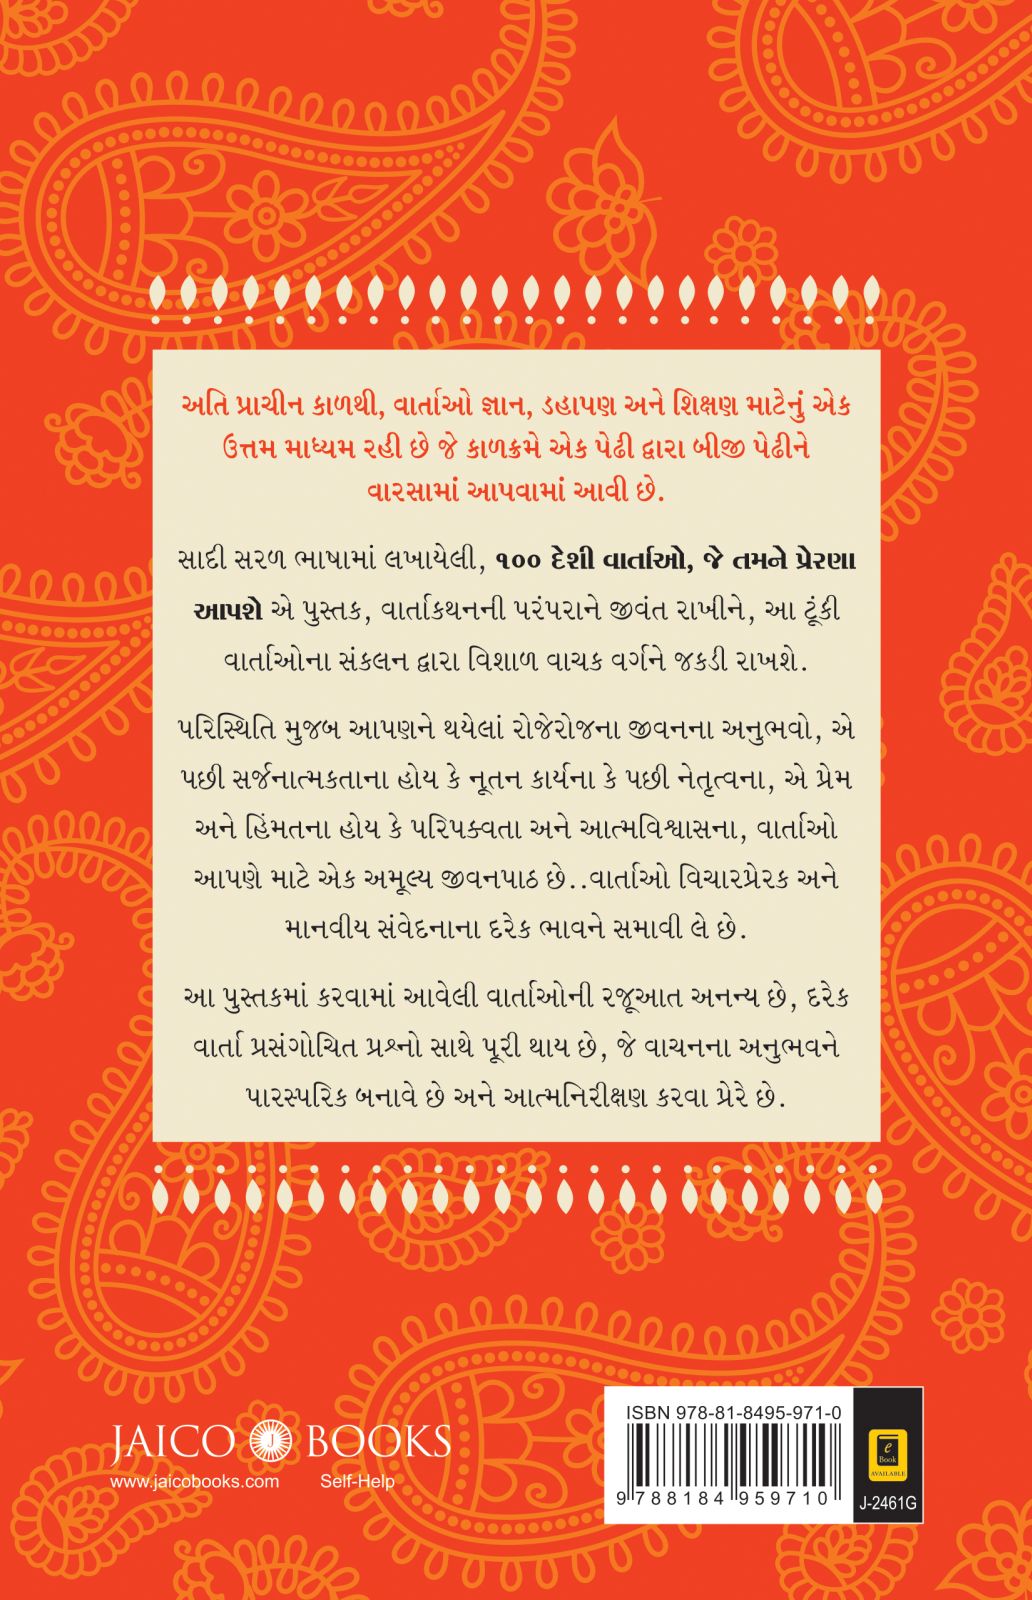 અતિ પ્રાચીન કાળથી, વાર્તાઓ જ્ઞાન, ડહાપણ અને શિક્ષણ માટેનું એક
ઉત્તમ માધ્યમ રહી છે જે કાળક્રમે એક પેઢી દ્વારા બીજી પેઢીને
વારસામાં આપવામાં આવી છે.
સાદી સરળ ભાષામાં લખાયેલી, ૧૦૦ દેશી વાર્તાઓ, જે તમને પ્રેરણા
આપશે એ પુસ્તક, વાર્તાકથનની પરંપરાને જીવંત રાખીને, આ ટૂંકી
વાર્તાઓના સંકલન દ્વારા વિશાળ વાચક વર્ગને જકડી રાખશે.
પરિસ્થિતિ મુજબ આપણને થયેલાં રોજેરોજના જીવનના અનુભવો, એ
પછી સર્જનાત્મકતાના હોય કે નૂતન કાર્યના કે પછી નેતૃત્વના, એ પ્રેમ
અને હિંમતના હોય કે પરિપક્વતા અને આત્મવિશ્વાસના, વાર્તાઓ
આપણે માટે એક અમૂલ્ય જીવનપાઠ છે..વાર્તાઓ વિચારપ્રેરક અને
માનવીય સંવેદનાના દરેક ભાવને સમાવી લે છે.
આ પુસ્તકમાં કરવામાં આવેલી વાર્તાઓની રજૂઆત અનન્ય છે, દરેક
વાર્તા પ્રસંગોચિત પ્રશ્નો સાથે પૂરી થાય છે, જે વાચનના અનુભવને
પારસ્પરિક બનાવે છે અને આત્મનિરીક્ષણ કરવા પ્રેરે છે.
JAICO J BOOKS
www.jaicobooks.com Self-Help
ISBN 978-81-8495-971-0
9 788184 959710
e
Book
AVAILABLE
J-2461G